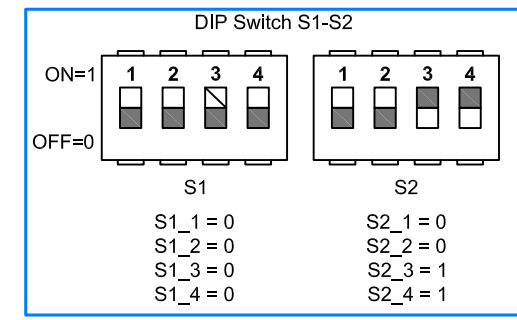 DIP Switch S1-S2
ON=1 1 2 3 4 1 2 3 4
OFF=0
S1 S2
S1_1 = 0 S2_1 = 0
S1_2 = 0 S2_2 = 0
S1_3 = 0 S2_3 = 1
S1_4 = 0 S2_4 = 1